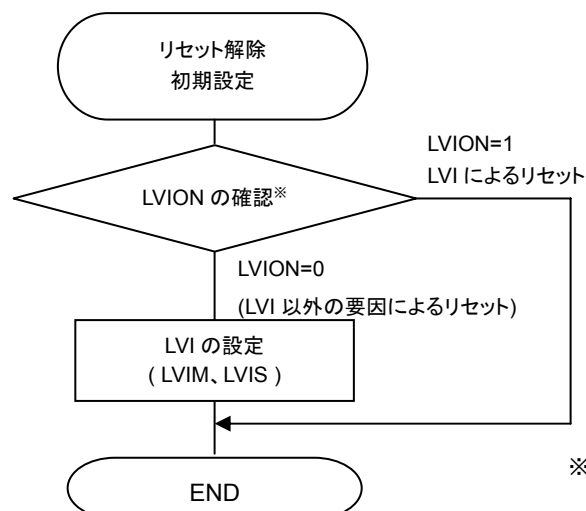 リセット解除
初期設定
LVION の確認※
LVION=1
LVI によるリセット
LVION=0
(LVI 以外の要因によるリセット)
LVI の設定
( LVIM、LVIS )
END
※